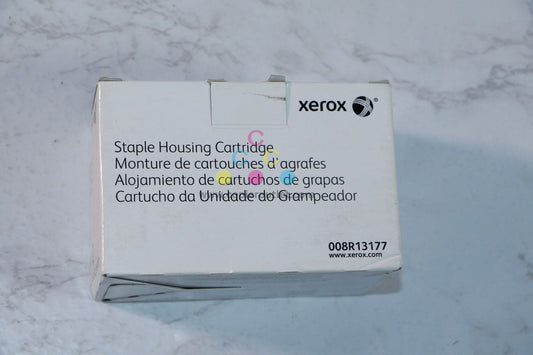 xerox
Staple Housing Cartridge
Monture de cartouches d'agrafes
Alojamiento de cartuchos de grapas
Cartucho da Unidade do Grampeador
008R13177
www.xerox.com